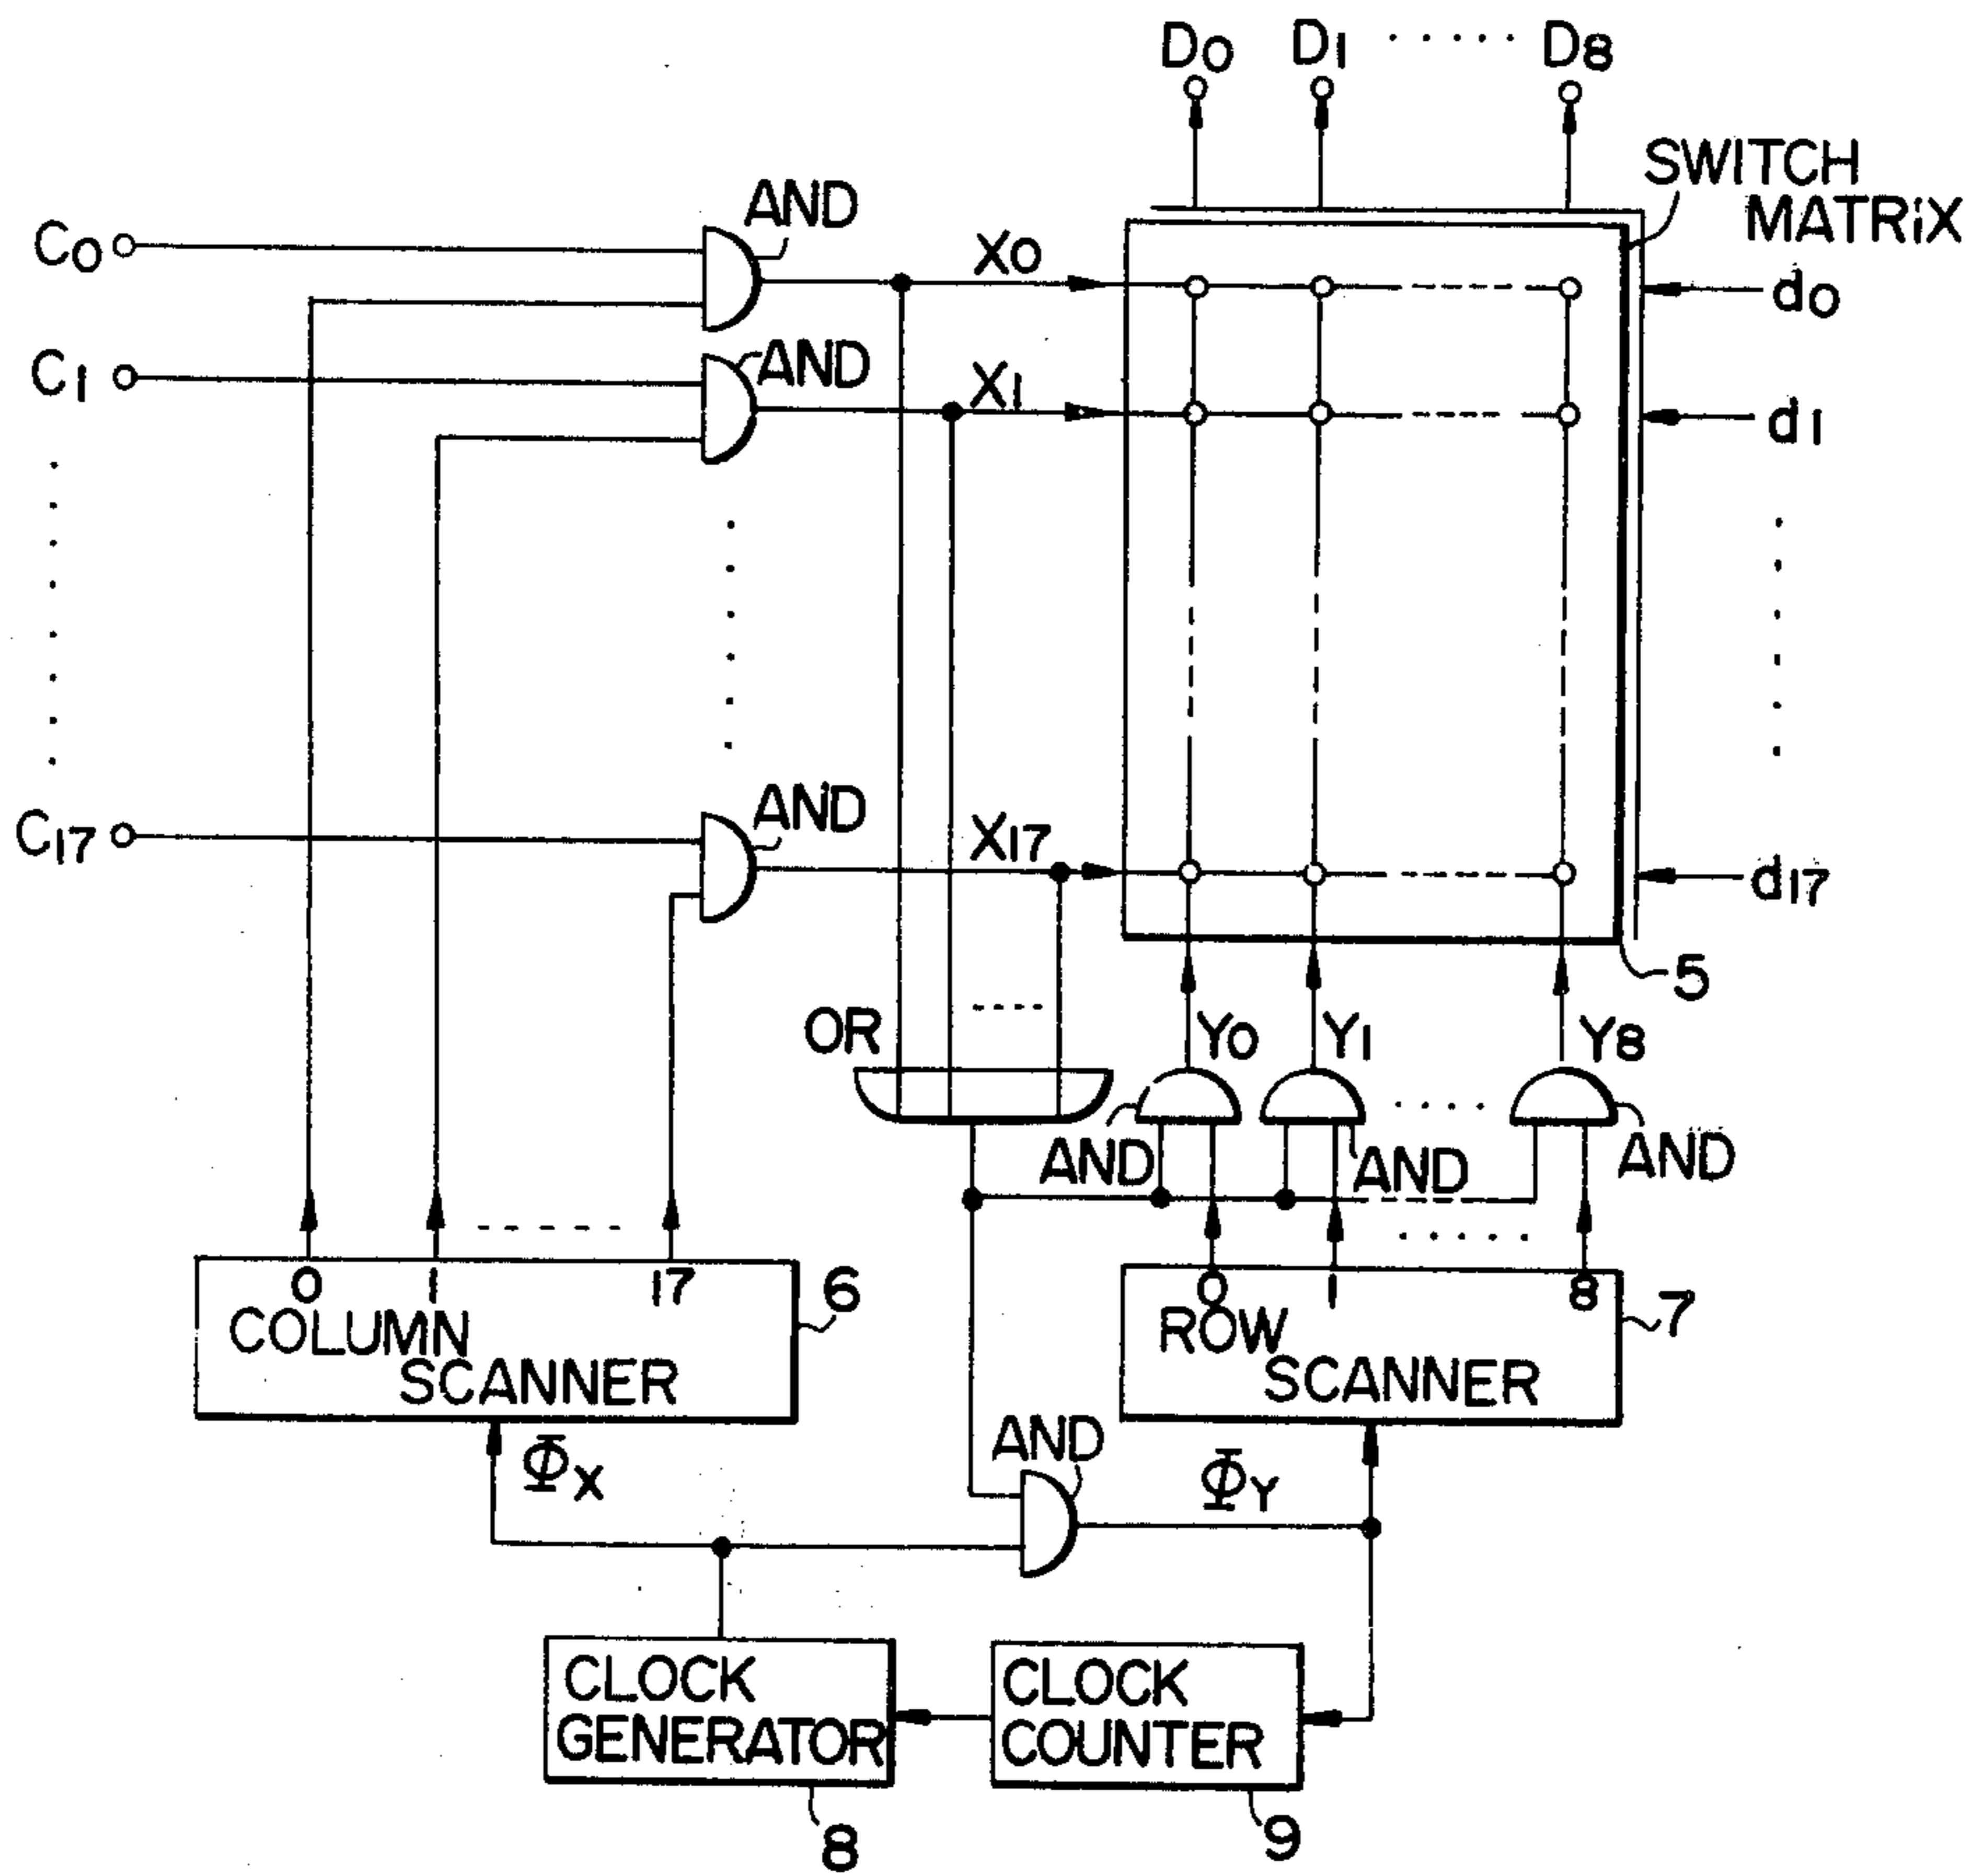 D0 D1 ····· D8
SWITCH
MATRiX
AND
C0
X0
d0
AND
C1
X1
d1
AND
C17
X17
d17
5
OR
Y0 Y1 Y8
AND AND AND
0 1 17
6
COLUMN
SCANNER
0 1 8
7
ROW
SCANNER
ΦX
AND
ΦY
CLOCK
GENERATOR
CLOCK
COUNTER
8
9